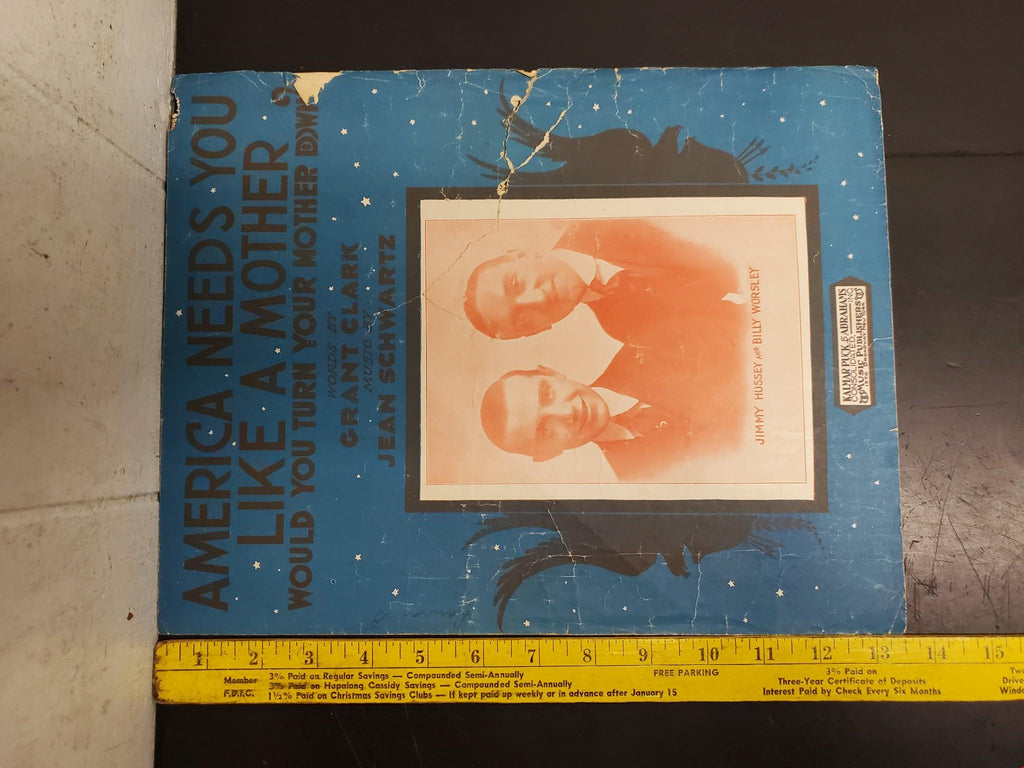 AMERICA NEEDS YOU
LIKE A MOTHER
WOULD YOU TURN YOUR MOTHER DOWN?
WORDS BY
GRANT CLARK
MUSIC BY
JEAN SCHWARTZ
JIMMY HUSSEY AND BILLY WORSLEY
KALMAR PUCK & ABRAHAMS
CONSOLIDATED
MUSIC PUBLISHERS
1 2 3 4 5 6 7 8 9 10 11 12 13 14 15
Member
F.D.I.C.
3% Paid on Regular Savings — Compounded Semi-Annually
3% Paid on Hopalong Cassidy Savings — Compounded Semi-Annually
1½% Paid on Christmas Savings Clubs — If kept paid up weekly or in advance after January 15
FREE PARKING
3% Paid on
Three-Year Certificate of Deposits
Interest Paid by Check Every Six Months